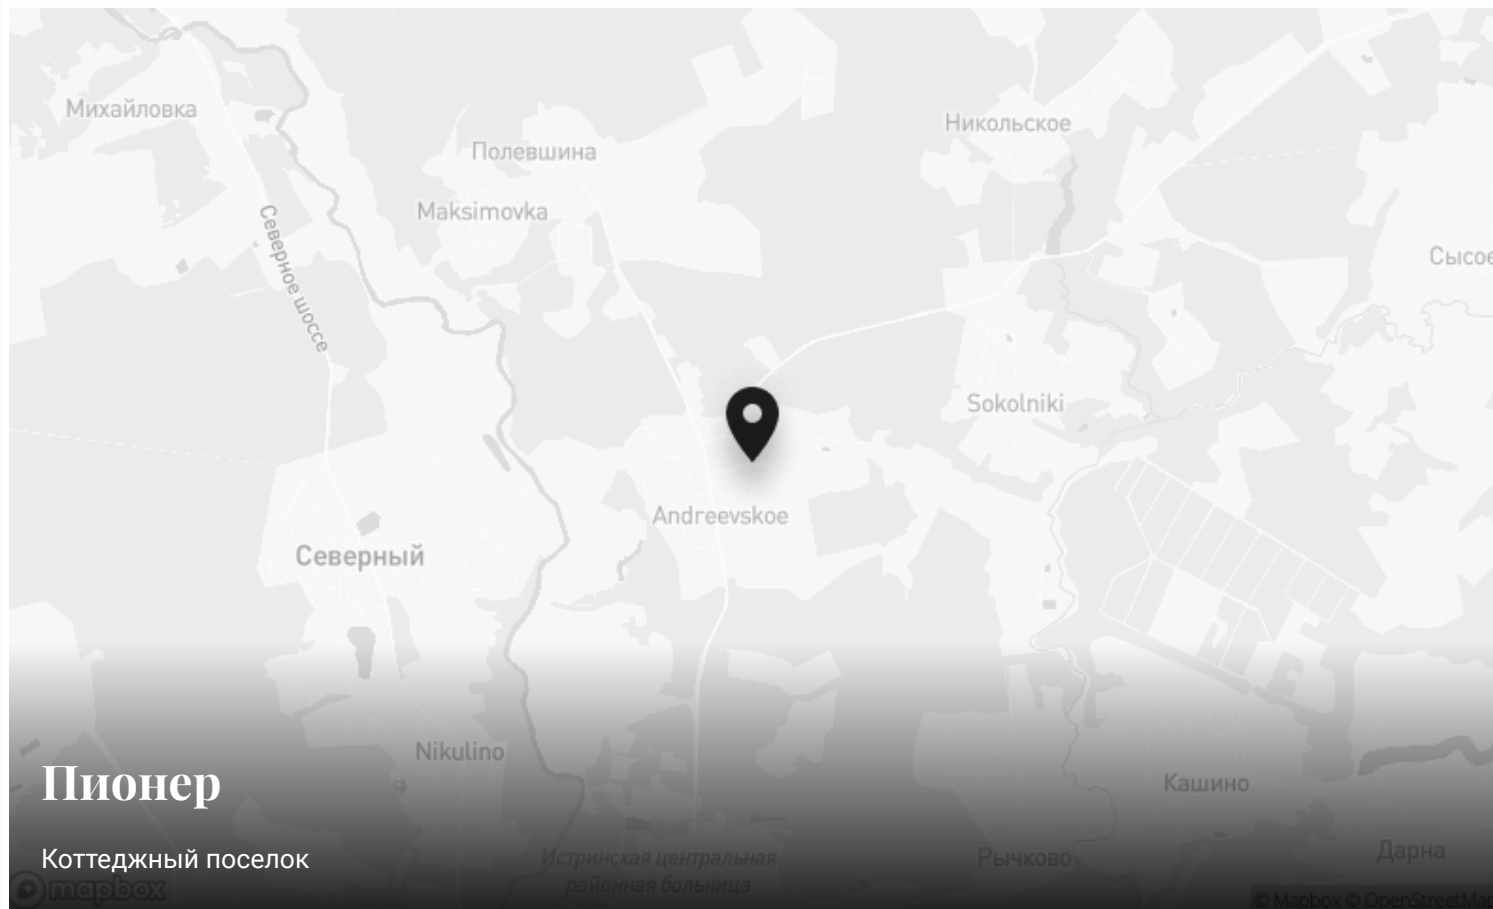 Михайловка
Никольское
Полевшина
Maksimovka
Северное шоссе
Сысое
Sokolniki
Andreevskoe
Северный
Nikulino
Пионер
Кашино
Коттеджный поселок
Истринская центральная
районная больница
Рычково
Дарна
mapbox
© Mapbox © OpenStreetMap